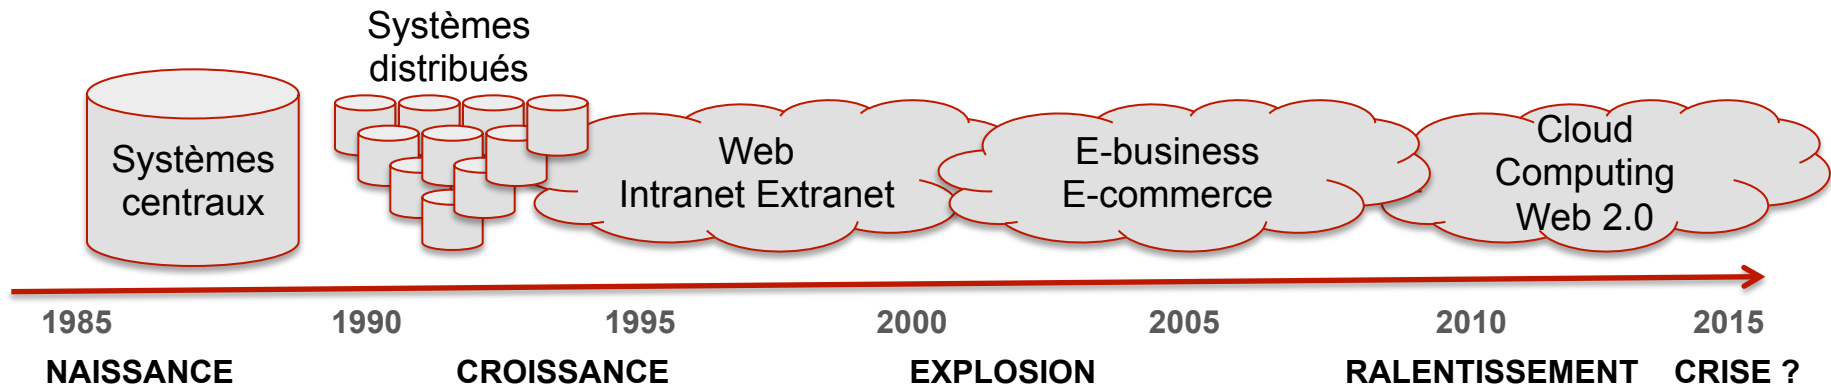 Systèmes
distribués
Systèmes
centraux
Web
Intranet Extranet
E-business
E-commerce
Cloud
Computing
Web 2.0
1985 1990 1995 2000 2005 2010 2015
NAISSANCE CROISSANCE EXPLOSION RALENTISSEMENT CRISE ?